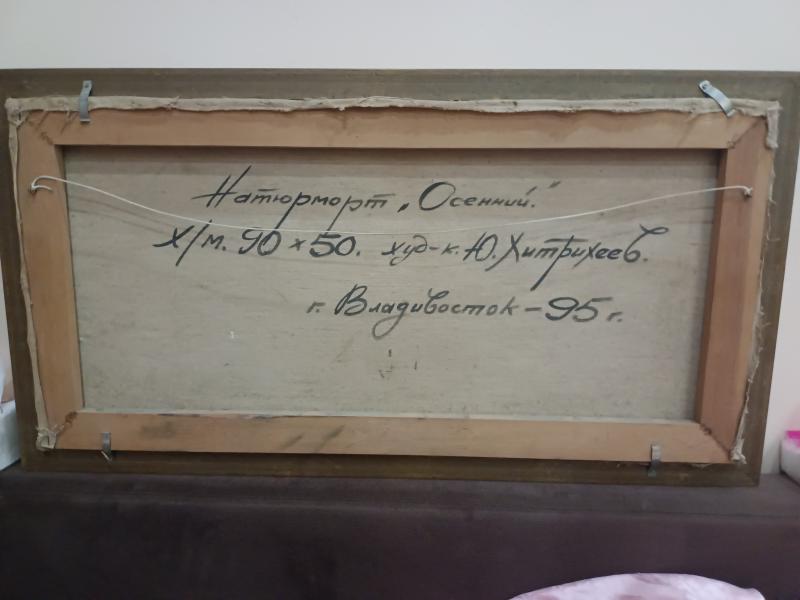 Натюрморт „Осенний."
Х/м. 90 х 50. худ-к. Ю. Хитрихеев.
г. Владивосток – 95 г.